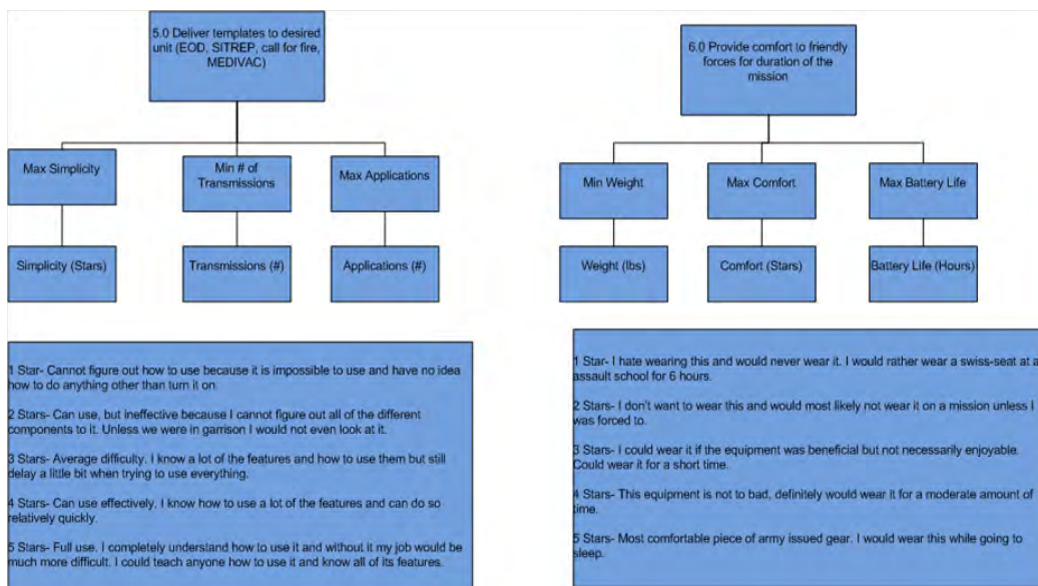 5.0 Deliver templates to desired
unit (EOD, SITREP, call for fire,
MEDIVAC)
Max Simplicity
Min # of
Transmissions
Max Applications
Simplicity (Stars)
Transmissions (#)
Applications (#)
1 Star- Cannot figure out how to use because it is impossible to use and have no idea
how to do anything other than turn it on.
2 Stars- Can use, but ineffective because I cannot figure out all of the different
components to it. Unless we were in garrison I would not even look at it.
3 Stars- Average difficulty. I know a lot of the features and how to use them but still
delay a little bit when trying to use everything.
4 Stars- Can use effectively. I know how to use a lot of the features and can do so
relatively quickly.
5 Stars- Full use. I completely understand how to use it and without it my job would be
much more difficult. I could teach anyone how to use it and know all of its features.
6.0 Provide comfort to friendly
forces for duration of the
mission
Min Weight
Max Comfort
Max Battery Life
Weight (lbs)
Comfort (Stars)
Battery Life (Hours)
1 Star- I hate wearing this and would never wear it. I would rather wear a swiss-seat at a
assault school for 6 hours.
2 Stars- I don't want to wear this and would most likely not wear it on a mission unless I
was forced to.
3 Stars- I could wear it if the equipment was beneficial but not necessarily enjoyable.
Could wear it for a short time.
4 Stars- This equipment is not to bad, definitely would wear it for a moderate amount of
time.
5 Stars- Most comfortable piece of army issued gear. I would wear this while going to
sleep.